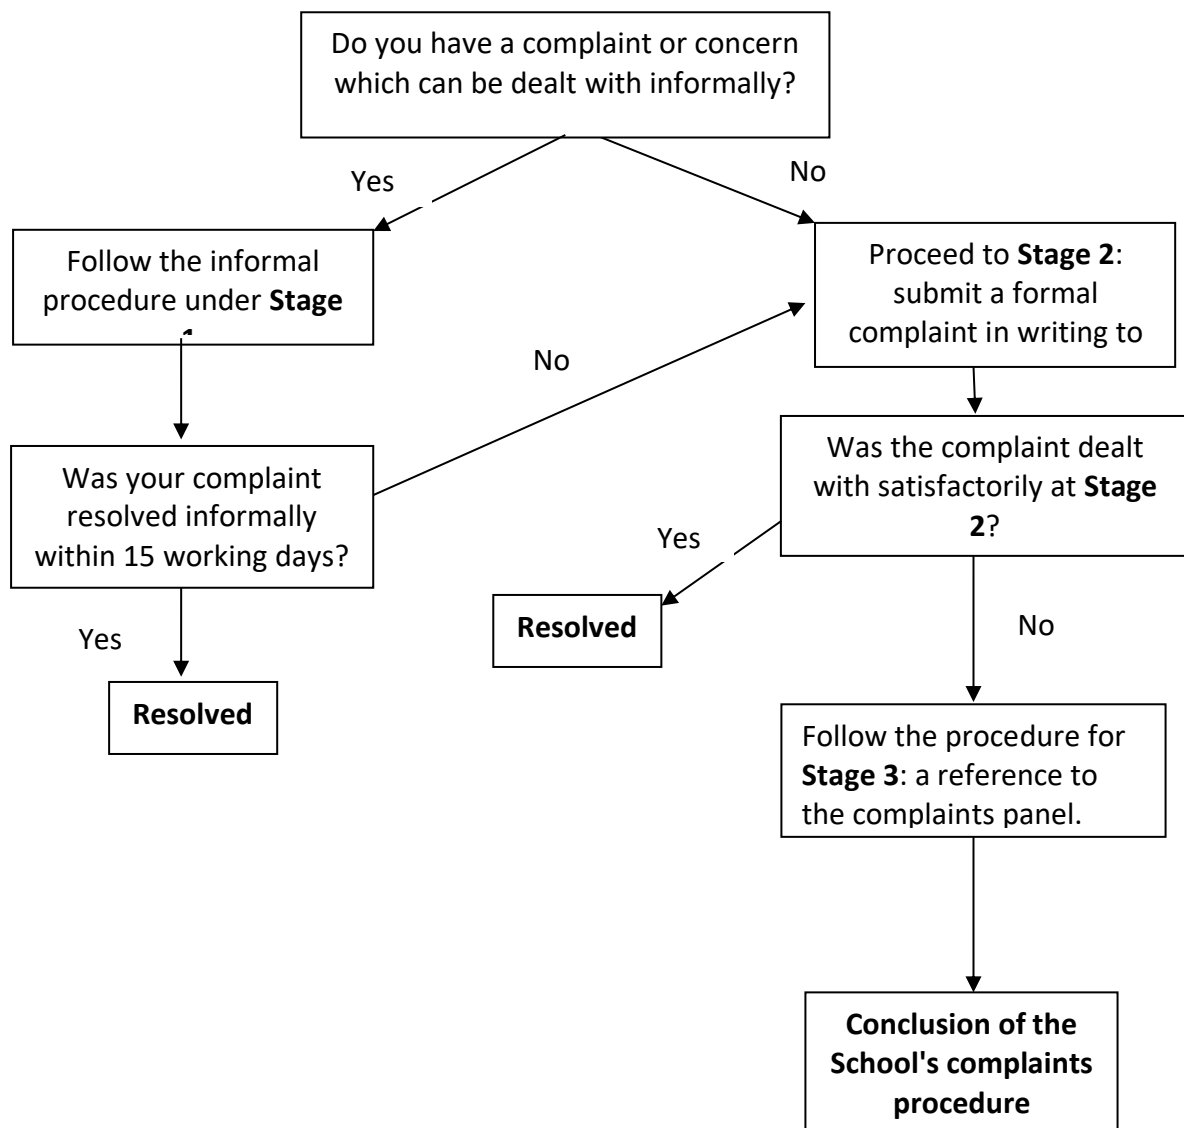 Do you have a complaint or concern
which can be dealt with informally?
Yes
No
Follow the informal
procedure under Stage
Proceed to Stage 2:
submit a formal
complaint in writing to
No
Was your complaint
resolved informally
within 15 working days?
Was the complaint dealt
with satisfactorily at Stage
2?
Yes
Yes
Resolved
No
Resolved
Follow the procedure for
Stage 3: a reference to
the complaints panel.
Conclusion of the
School's complaints
procedure